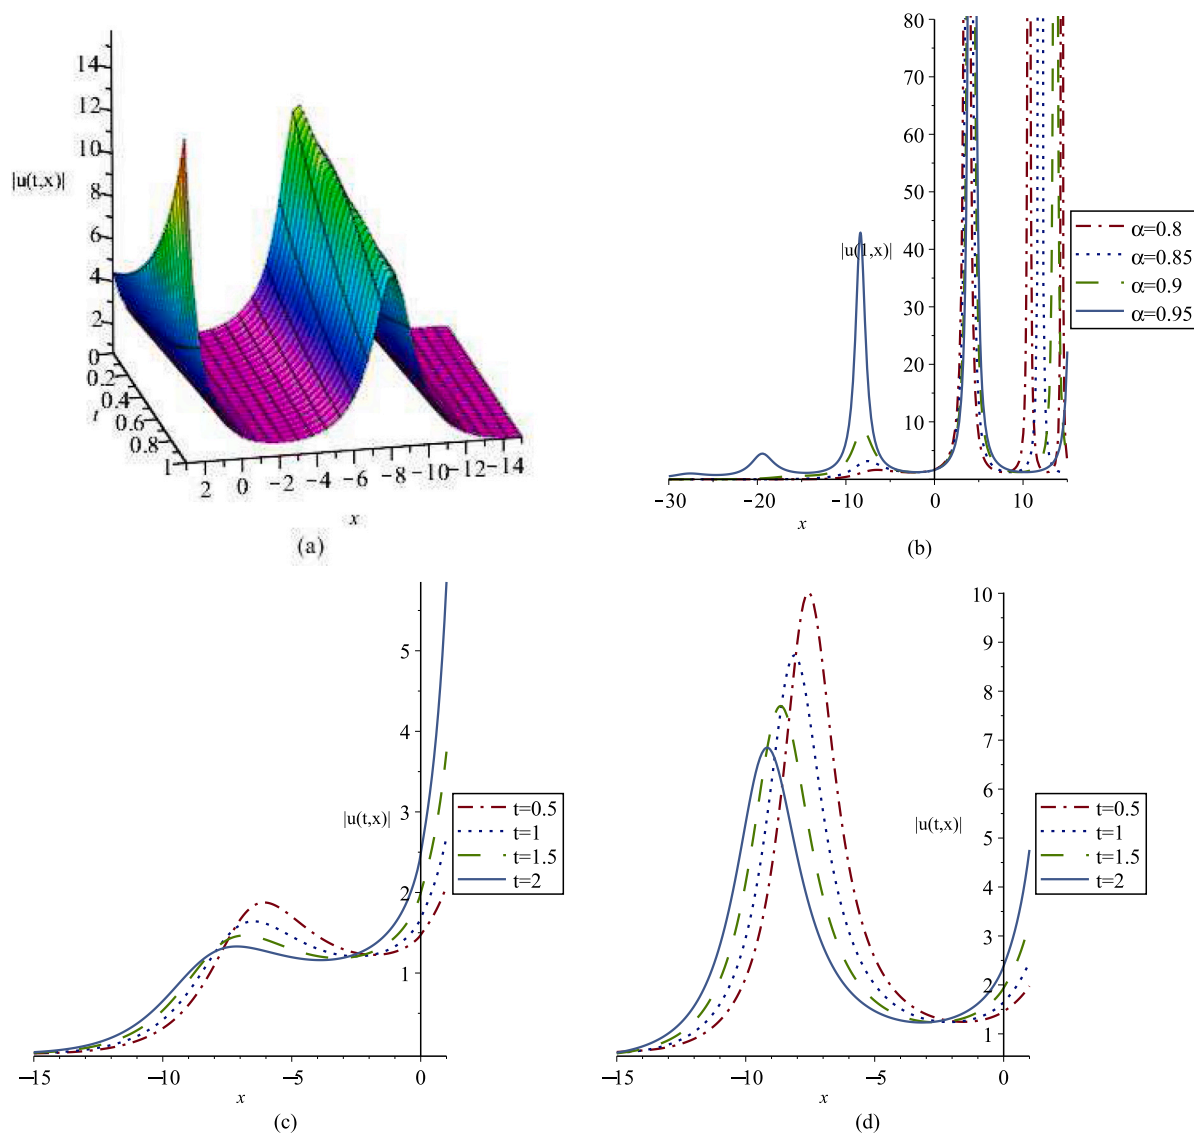 14
12
10
|u(t,x)|
8
6
4
2
0
0.2
0.4
t
0.6
0.8
1
2 0 −2 −4 −6 −8 −10 −12 −14
x
(a)
80
70
60
50
40
30
20
10
|u(1,x)|
−30 −20 −10 0 10
x
α=0.8
α=0.85
α=0.9
α=0.95
(b)
5
4
3
2
1
|u(t,x)|
−15 −10 −5 0
x
t=0.5
t=1
t=1.5
t=2
(c)
10
9
8
7
6
5
4
3
2
1
|u(t,x)|
−15 −10 −5 0
x
t=0.5
t=1
t=1.5
t=2
(d)